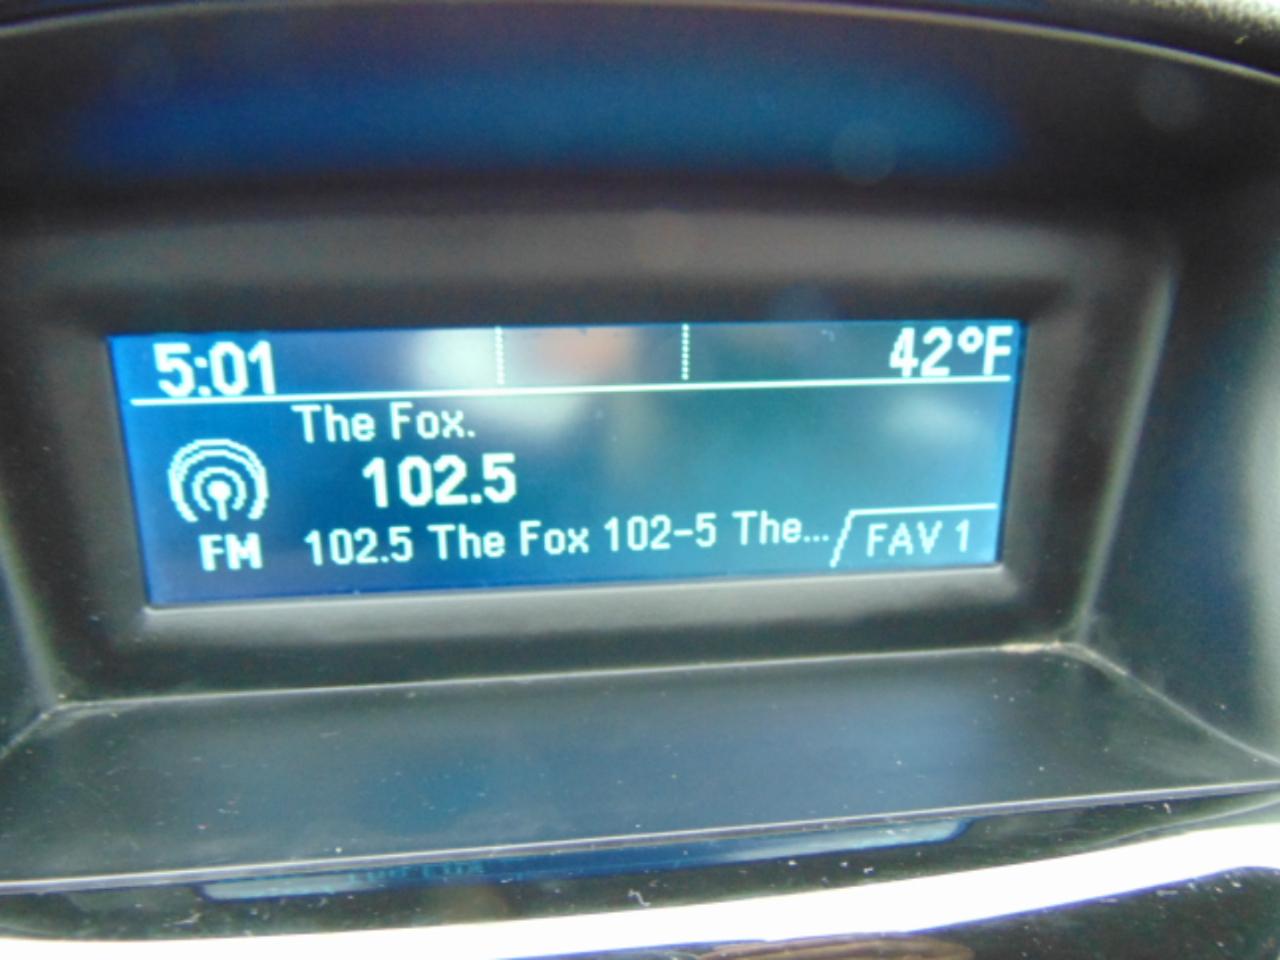 5:01 42°F
The Fox.
102.5
FM 102.5 The Fox 102-5 The... FAV 1